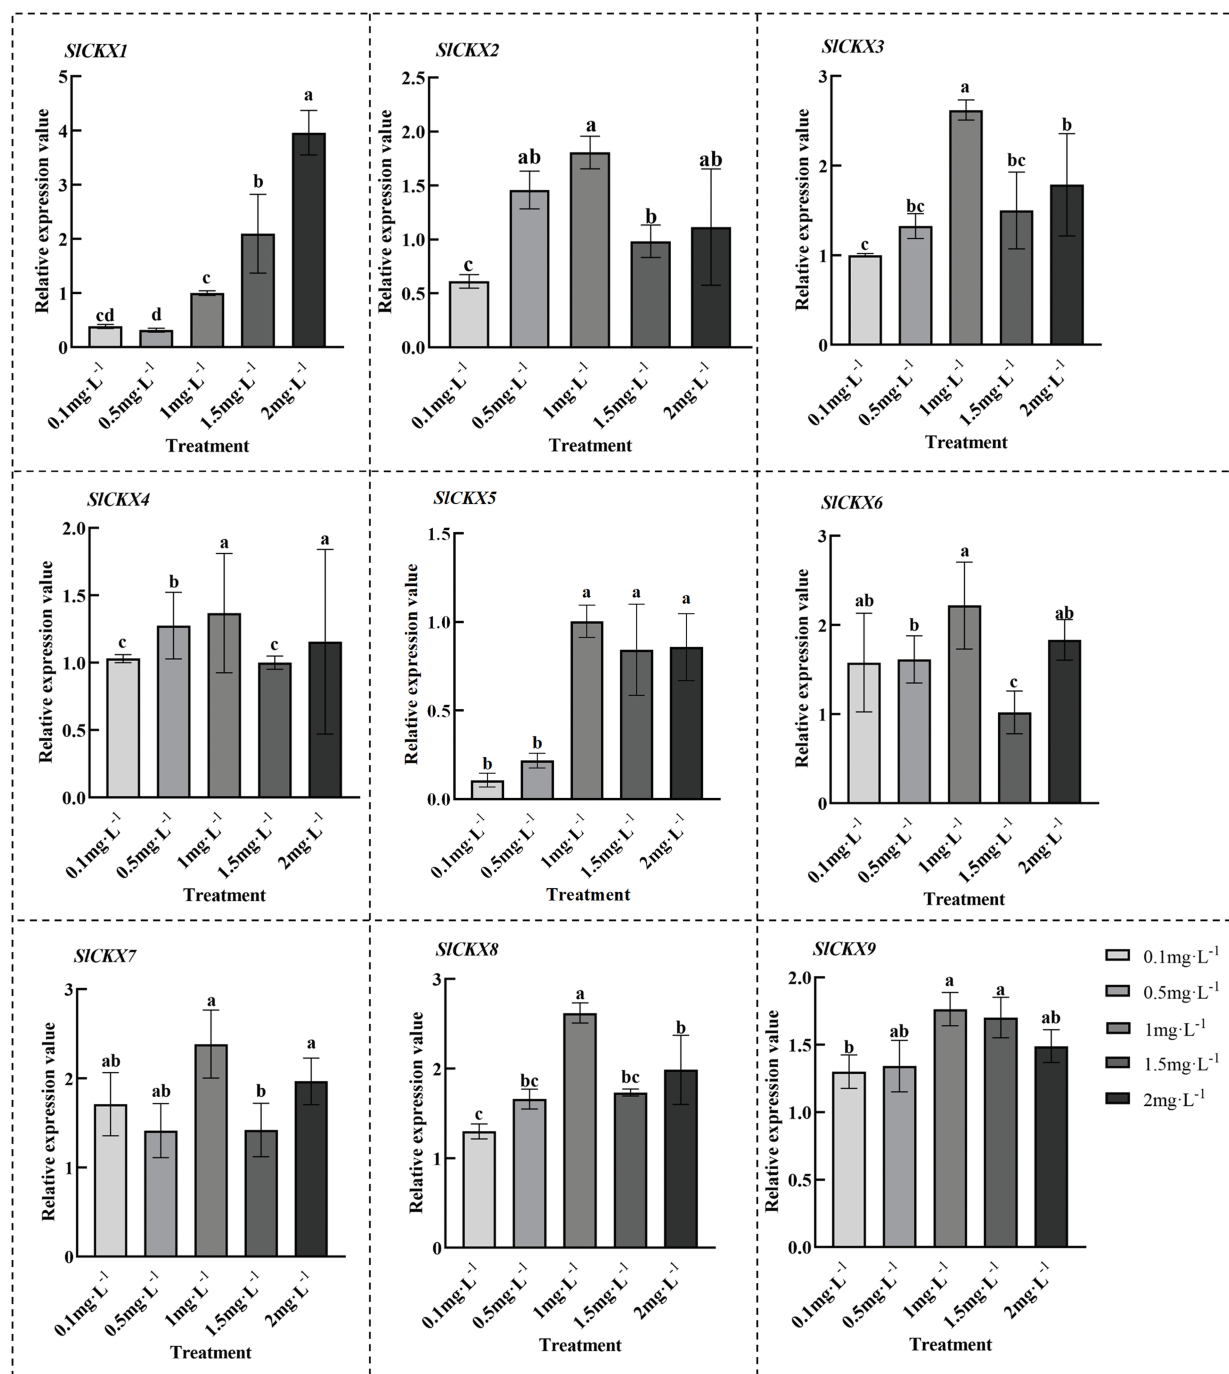 SlCKX1
Relative expression value
5
4
3
2
1
0
cd
d
c
b
a
0.1mg·L⁻¹
0.5mg·L⁻¹
1mg·L⁻¹
1.5mg·L⁻¹
2mg·L⁻¹
Treatment
SlCKX2
Relative expression value
2.5
2.0
1.5
1.0
0.5
0.0
c
ab
a
b
ab
0.1mg·L⁻¹
0.5mg·L⁻¹
1mg·L⁻¹
1.5mg·L⁻¹
2mg·L⁻¹
Treatment
SlCKX3
Relative expression value
3
2
1
0
c
bc
a
bc
b
0.1mg·L⁻¹
0.5mg·L⁻¹
1mg·L⁻¹
1.5mg·L⁻¹
2mg·L⁻¹
Treatment
SlCKX4
Relative expression value
2.0
1.5
1.0
0.5
0.0
c
b
a
c
a
0.1mg·L⁻¹
0.5mg·L⁻¹
1mg·L⁻¹
1.5mg·L⁻¹
2mg·L⁻¹
Treatment
SlCKX5
Relative expression value
1.5
1.0
0.5
0.0
b
b
a
a
a
0.1mg·L⁻¹
0.5mg·L⁻¹
1mg·L⁻¹
1.5mg·L⁻¹
2mg·L⁻¹
Treatment
SlCKX6
Relative expression value
3
2
1
0
ab
b
a
c
ab
0.1mg·L⁻¹
0.5mg·L⁻¹
1mg·L⁻¹
1.5mg·L⁻¹
2mg·L⁻¹
Treatment
SlCKX7
Relative expression value
3
2
1
0
ab
ab
a
b
a
0.1mg·L⁻¹
0.5mg·L⁻¹
1mg·L⁻¹
1.5mg·L⁻¹
2mg·L⁻¹
Treatment
SlCKX8
Relative expression value
3
2
1
0
c
bc
a
bc
b
0.1mg·L⁻¹
0.5mg·L⁻¹
1mg·L⁻¹
1.5mg·L⁻¹
2mg·L⁻¹
Treatment
SlCKX9
Relative expression value
2.0
1.5
1.0
0.5
0.0
b
ab
a
a
ab
0.1mg·L⁻¹
0.5mg·L⁻¹
1mg·L⁻¹
1.5mg·L⁻¹
2mg·L⁻¹
Treatment
0.1mg·L⁻¹
0.5mg·L⁻¹
1mg·L⁻¹
1.5mg·L⁻¹
2mg·L⁻¹